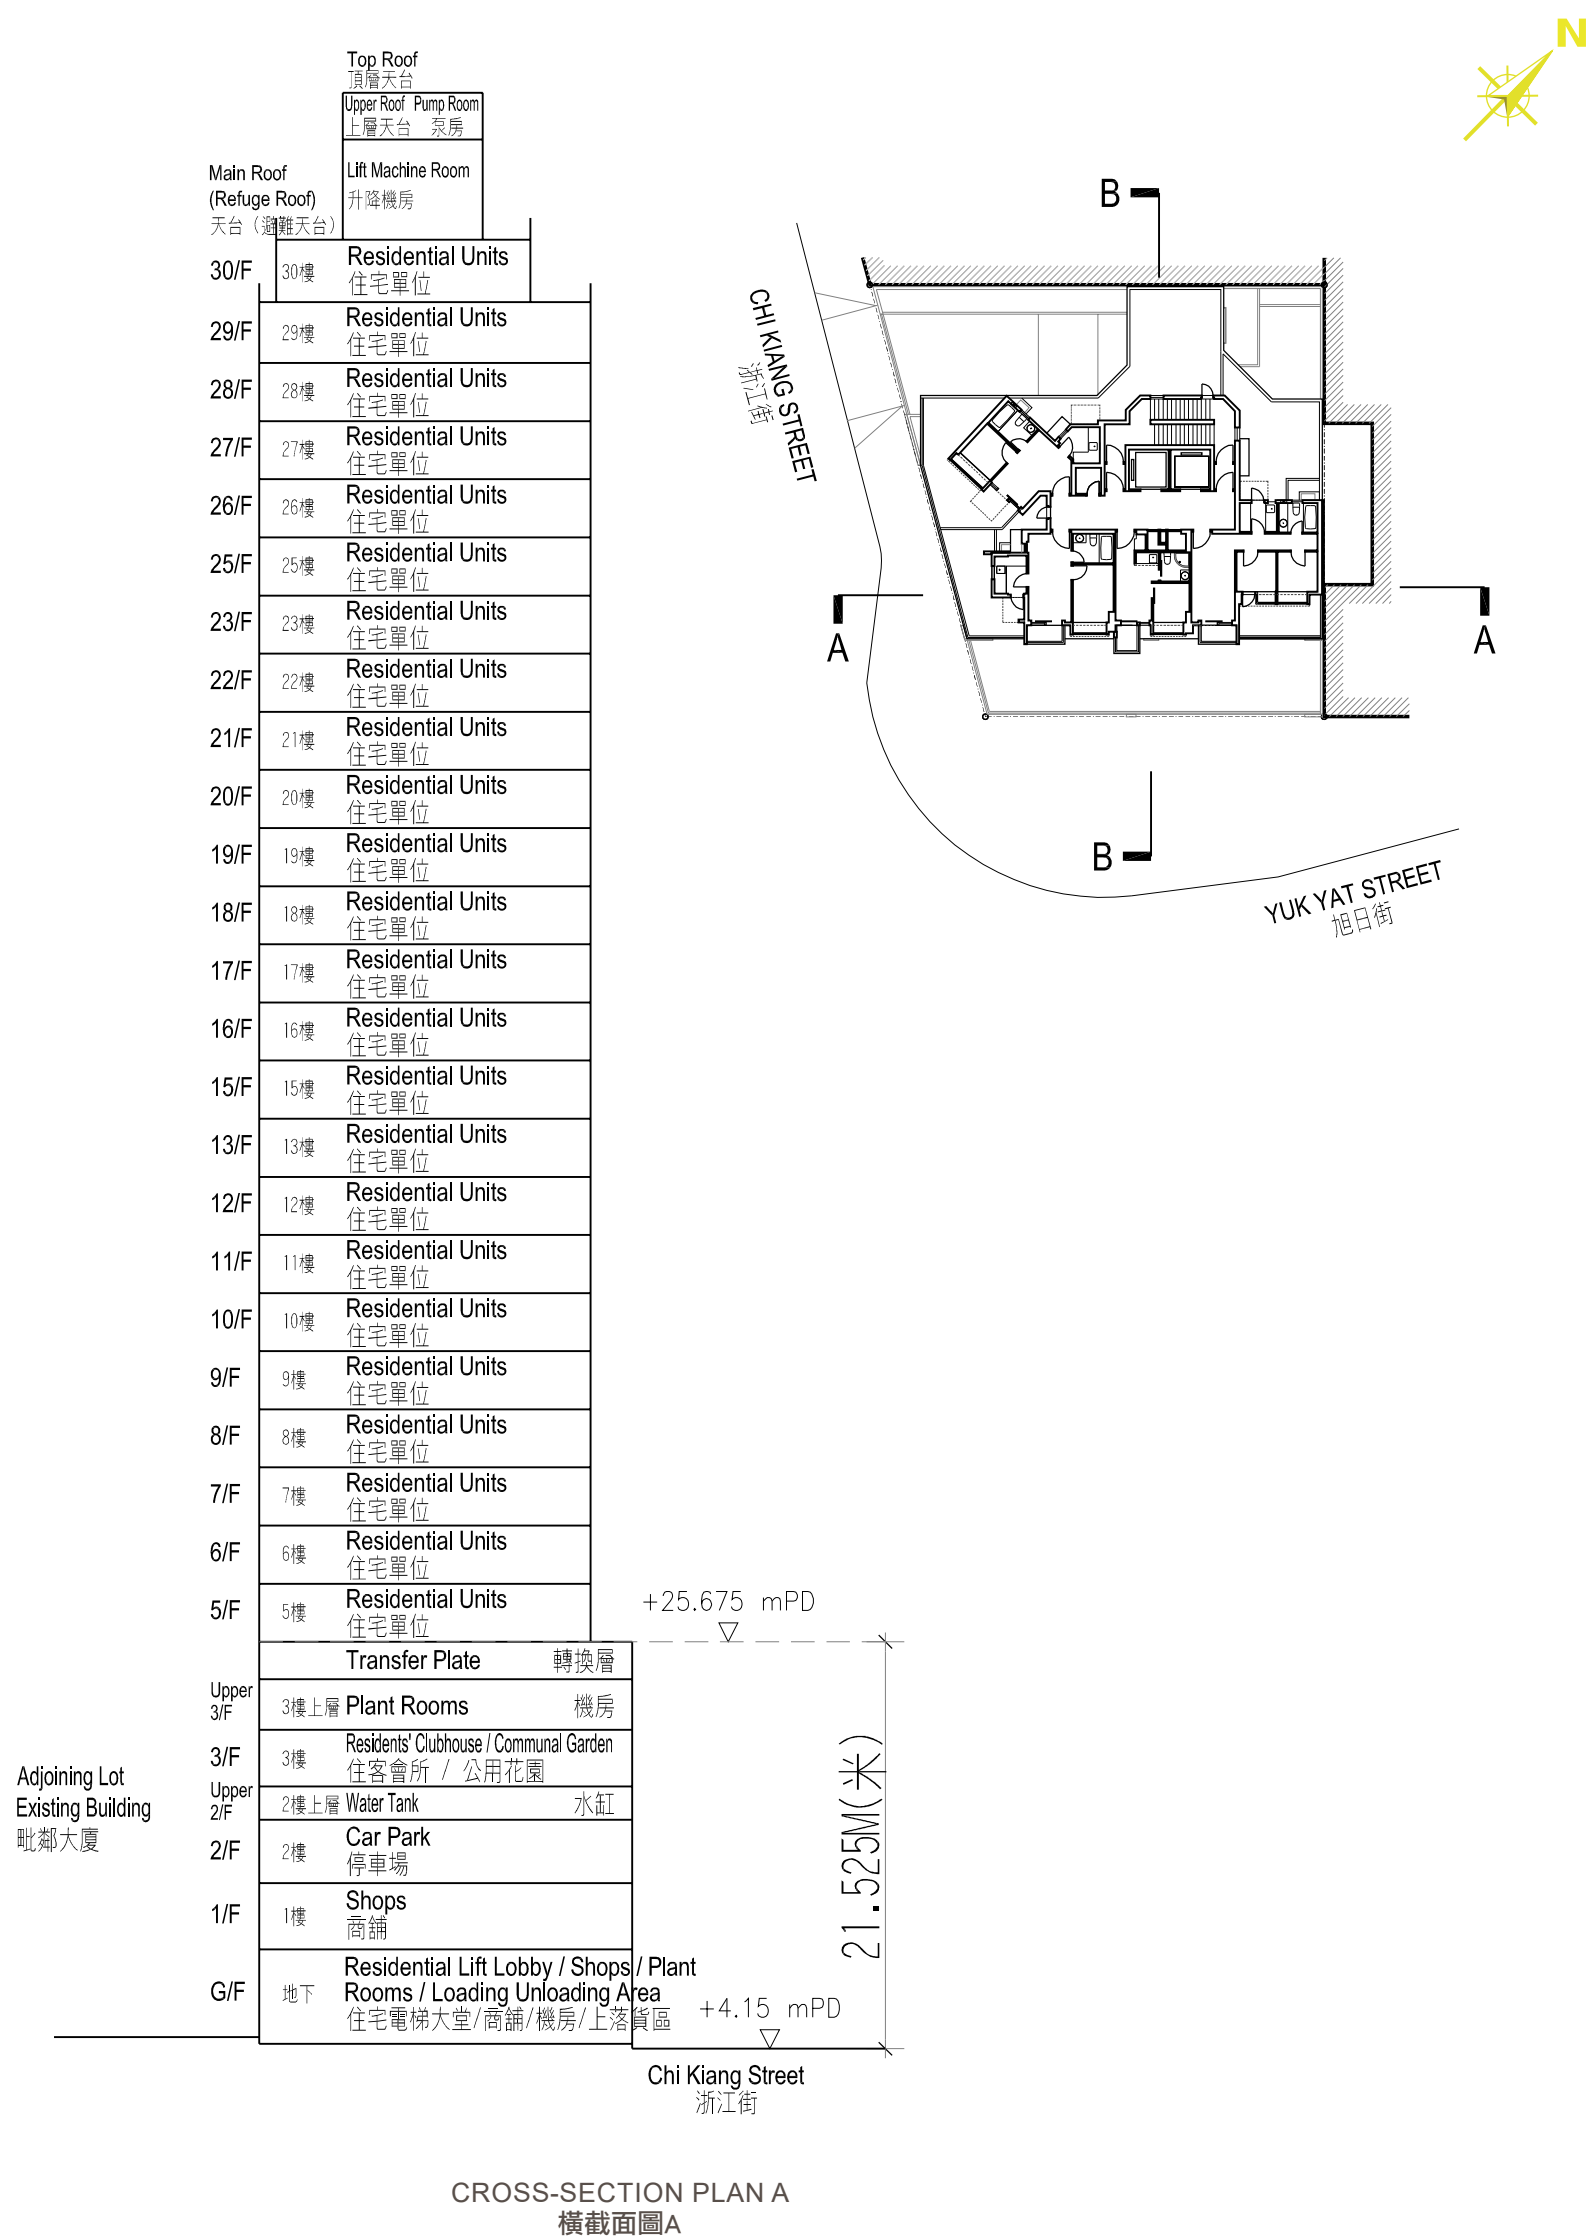 N
Top Roof
頂層天台
Upper Roof Pump Room
上層天台 泵房
Main Roof
(Refuge Roof)
天台（避難天台）
Lift Machine Room
升降機房
30/F 30樓 Residential Units
住宅單位
29/F 29樓 Residential Units
住宅單位
28/F 28樓 Residential Units
住宅單位
27/F 27樓 Residential Units
住宅單位
26/F 26樓 Residential Units
住宅單位
25/F 25樓 Residential Units
住宅單位
23/F 23樓 Residential Units
住宅單位
22/F 22樓 Residential Units
住宅單位
21/F 21樓 Residential Units
住宅單位
20/F 20樓 Residential Units
住宅單位
19/F 19樓 Residential Units
住宅單位
18/F 18樓 Residential Units
住宅單位
17/F 17樓 Residential Units
住宅單位
16/F 16樓 Residential Units
住宅單位
15/F 15樓 Residential Units
住宅單位
13/F 13樓 Residential Units
住宅單位
12/F 12樓 Residential Units
住宅單位
11/F 11樓 Residential Units
住宅單位
10/F 10樓 Residential Units
住宅單位
9/F 9樓 Residential Units
住宅單位
8/F 8樓 Residential Units
住宅單位
7/F 7樓 Residential Units
住宅單位
6/F 6樓 Residential Units
住宅單位
5/F 5樓 Residential Units
住宅單位
Transfer Plate 轉換層
Upper
3/F 3樓上層 Plant Rooms 機房
3/F 3樓 Residents' Clubhouse / Communal Garden
住客會所 / 公用花園
Upper
2/F 2樓上層 Water Tank 水缸
2/F 2樓 Car Park
停車場
1/F 1樓 Shops
商舖
G/F 地下 Residential Lift Lobby / Shops / Plant
Rooms / Loading Unloading Area
住宅電梯大堂/商舖/機房/上落貨區
Adjoining Lot
Existing Building
毗鄰大廈
+25.675 mPD
21.525M(米)
+4.15 mPD
Chi Kiang Street
浙江街
B
CHI KIANG STREET
浙江街
A
A
B
YUK YAT STREET
旭日街
CROSS-SECTION PLAN A
橫截面圖A